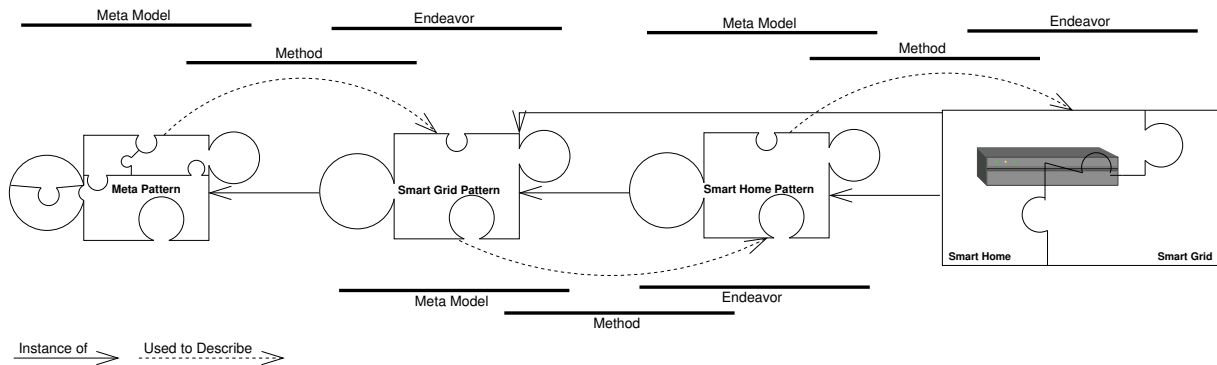 Meta Model
Endeavor
Meta Model
Endeavor
Method
Method
Meta Pattern
Smart Grid Pattern
Smart Home Pattern
Smart Home
Smart Grid
Meta Model
Endeavor
Method
Instance of
Used to Describe